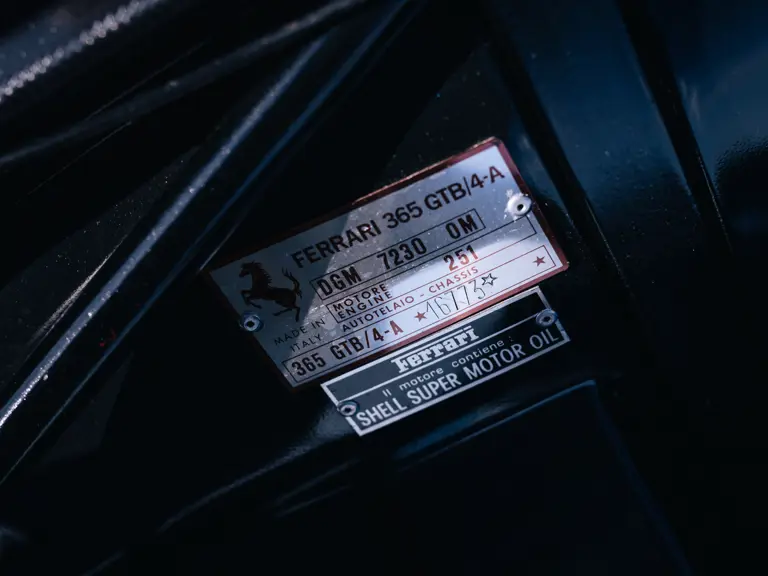 FERRARI 365 GTB/4-A
DGM 7230 OM
MOTORE
ENGINE 251
MADE IN
ITALY
AUTOTELAIO - CHASSIS
365 GTB/4-A ★16773☆ ★
Ferrari
Il motore contiene:
SHELL SUPER MOTOR OIL